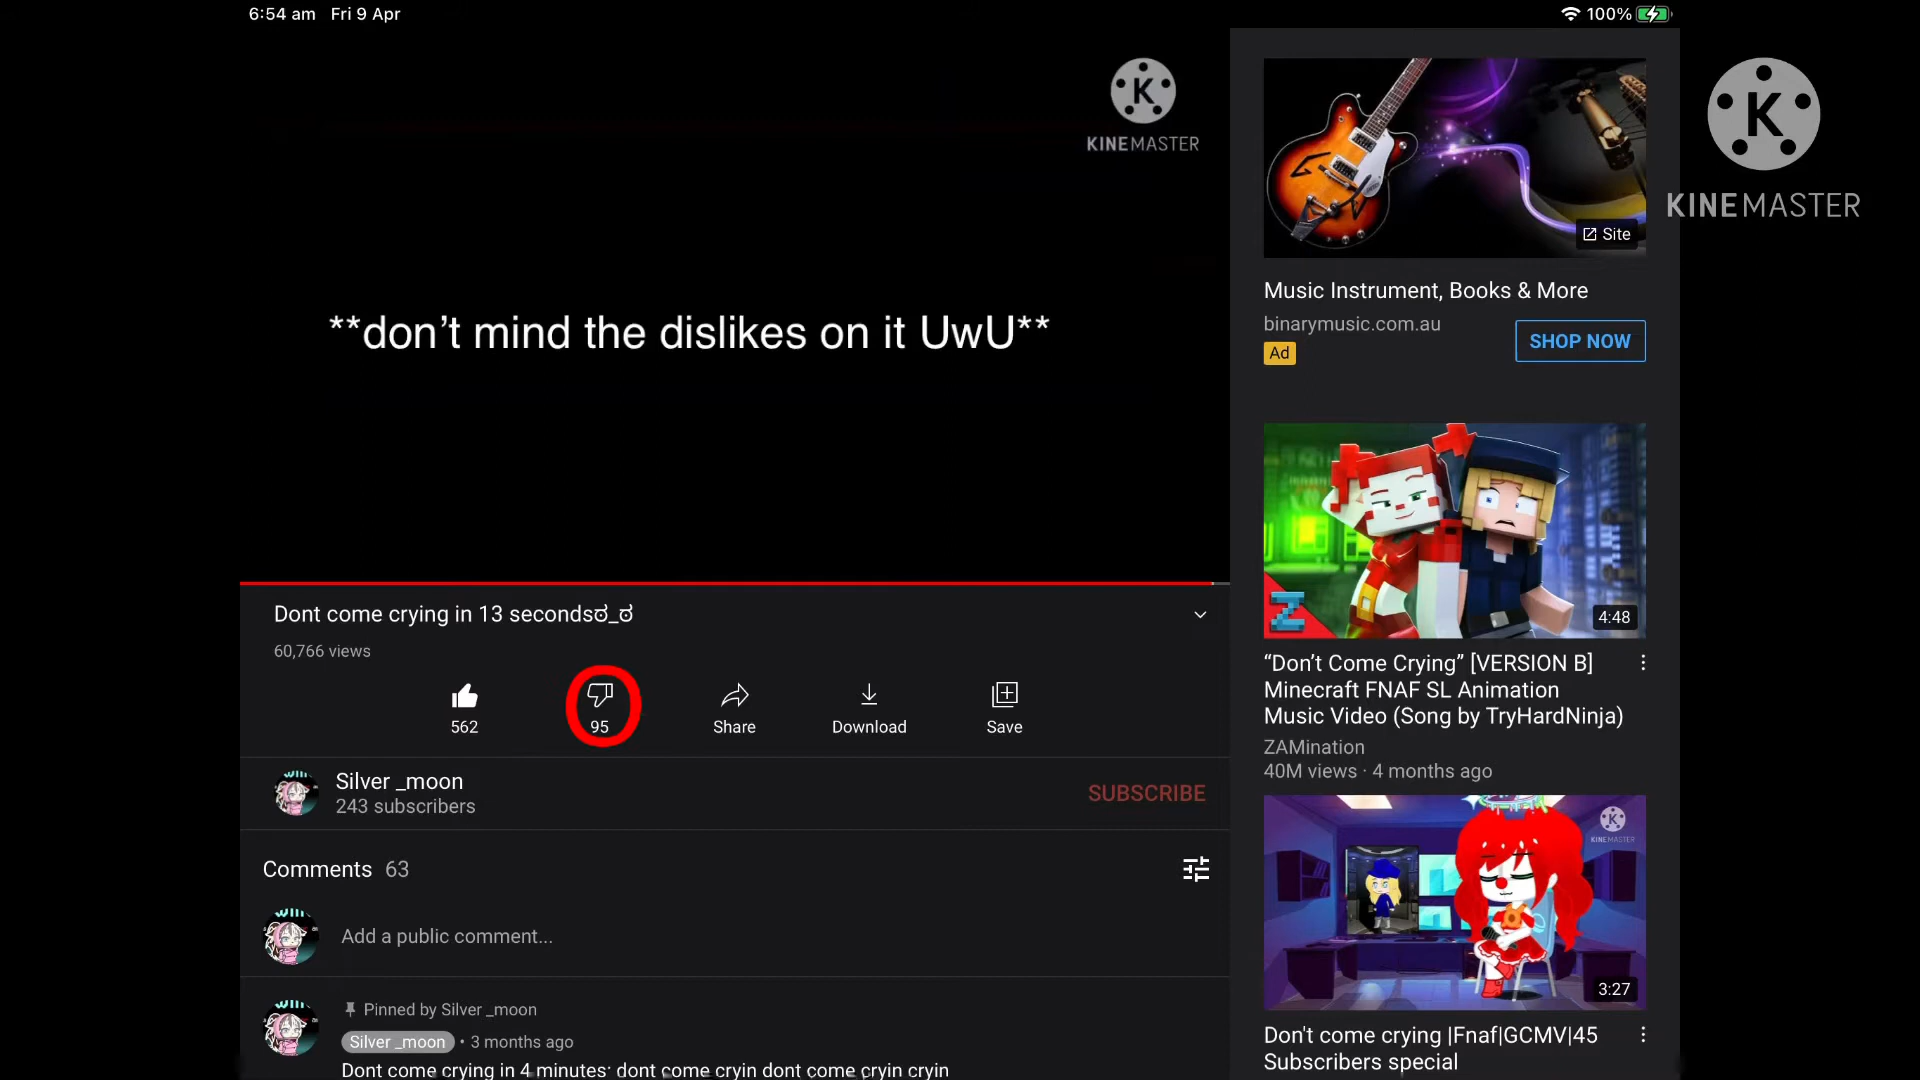 6:54 am Fri 9 Apr
100%
K
KINEMASTER
**don't mind the dislikes on it UwU**
Dont come crying in 13 secondsಠ_ಠ
60,766 views
562
95
Share
Download
Save
Silver _moon
243 subscribers
SUBSCRIBE
Comments 63
Add a public comment...
Pinned by Silver _moon
Silver _moon • 3 months ago
Dont come crying in 4 minutes: dont come cryin dont come cryin cryin
Site
Music Instrument, Books & More
binarymusic.com.au
Ad
SHOP NOW
4:48
“Don’t Come Crying” [VERSION B]
Minecraft FNAF SL Animation
Music Video (Song by TryHardNinja)
ZAMination
40M views · 4 months ago
K
KINEMASTER
3:27
Don't come crying |Fnaf|GCMV|45
Subscribers special
K
KINEMASTER